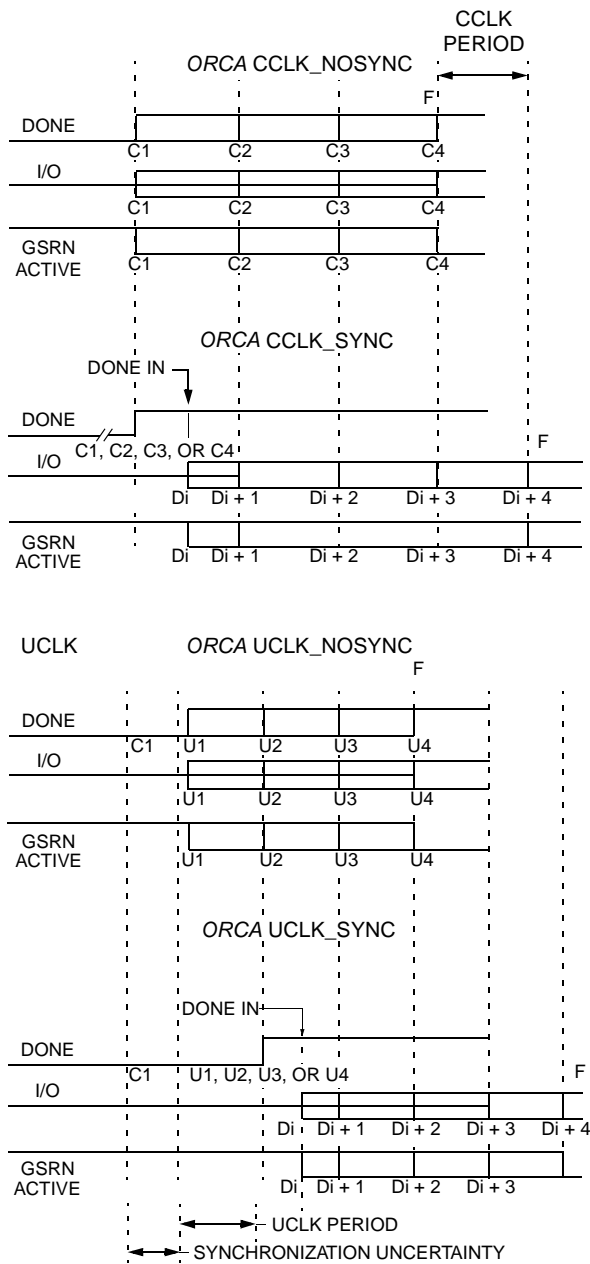 CCLK
PERIOD
ORCA CCLK_NOSYNC
F
DONE
C1 C2 C3 C4
I/O
C1 C2 C3 C4
GSRN
ACTIVE
C1 C2 C3 C4
ORCA CCLK_SYNC
DONE IN
DONE
C1, C2, C3, OR C4
F
I/O
Di Di + 1 Di + 2 Di + 3 Di + 4
GSRN
ACTIVE
Di Di + 1 Di + 2 Di + 3 Di + 4
UCLK ORCA UCLK_NOSYNC
F
DONE
C1 U1 U2 U3 U4
I/O
U1 U2 U3 U4
GSRN
ACTIVE
U1 U2 U3 U4
ORCA UCLK_SYNC
DONE IN
DONE
C1 U1, U2, U3, OR U4 F
I/O
Di Di + 1 Di + 2 Di + 3 Di + 4
GSRN
ACTIVE
Di Di + 1 Di + 2 Di + 3
UCLK PERIOD
SYNCHRONIZATION UNCERTAINTY